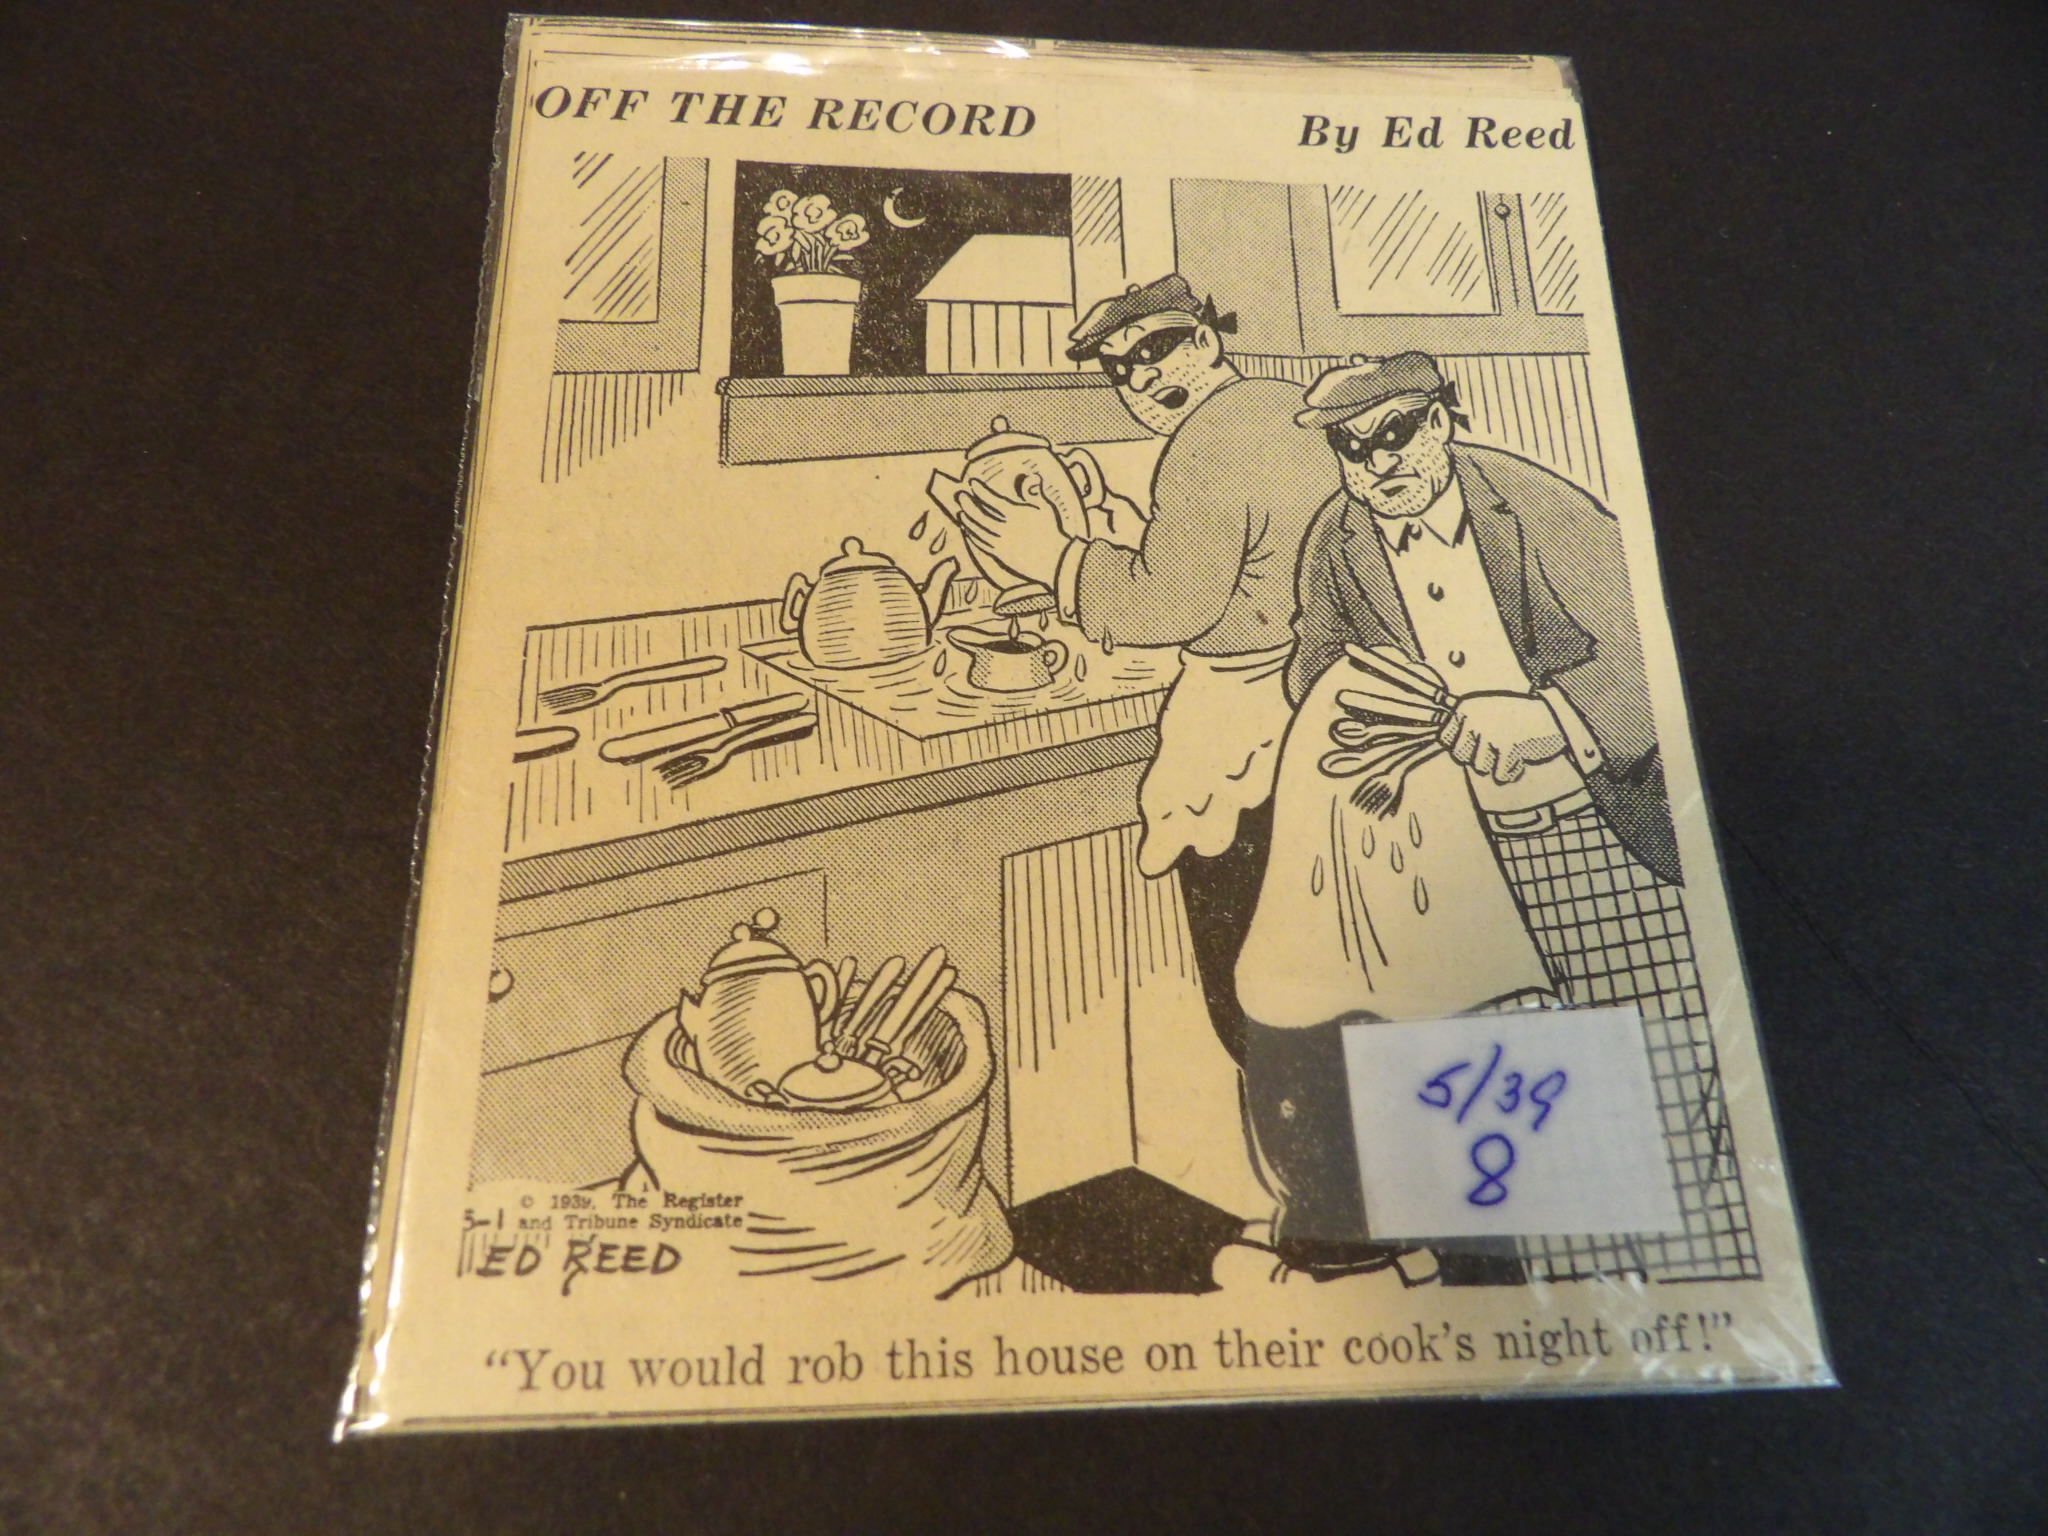 OFF THE RECORD
By Ed Reed
5/39
8
© 1939, The Register
5-1 and Tribune Syndicate
ED REED
“You would rob this house on their cook’s night off!”